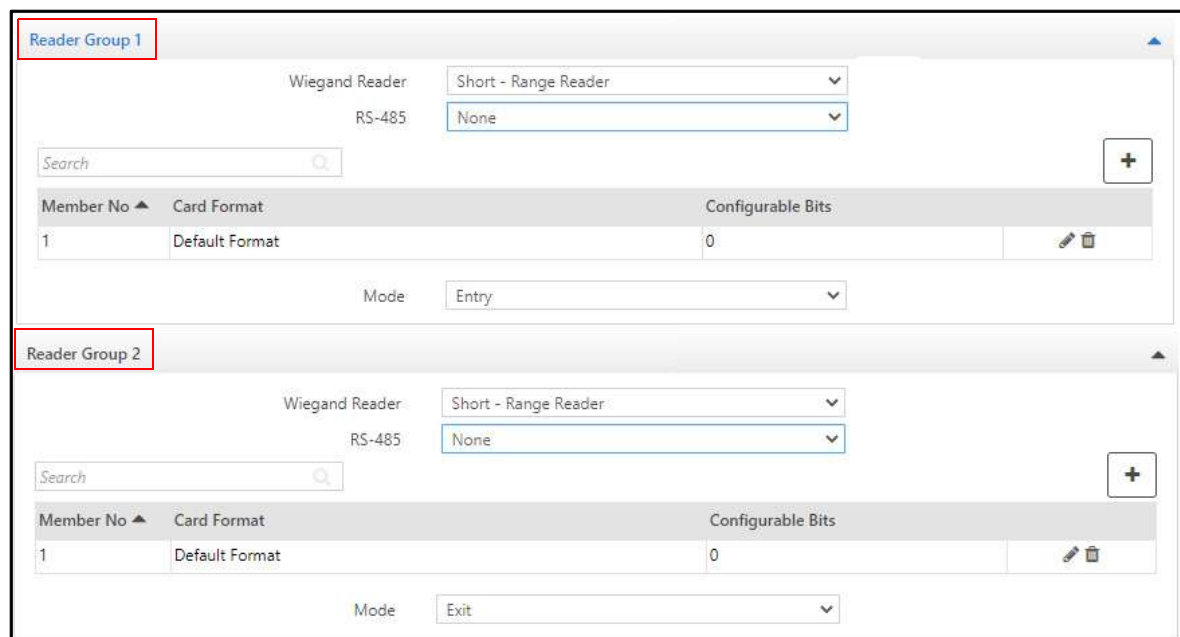 Reader Group 1
Wiegand Reader Short - Range Reader
RS-485 None
Search
Member No Card Format Configurable Bits
1 Default Format 0
Mode Entry
Reader Group 2
Wiegand Reader Short - Range Reader
RS-485 None
Search
Member No Card Format Configurable Bits
1 Default Format 0
Mode Exit